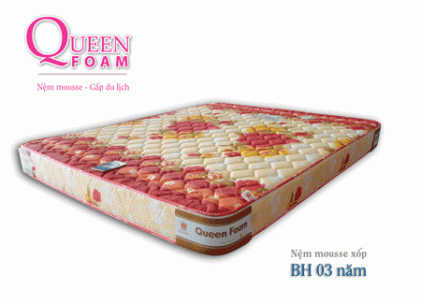 QUEEN
FOAM
Nệm mousse - Gấp du lịch
Queen Foam
Nệm mousse xốp
BH 03 năm